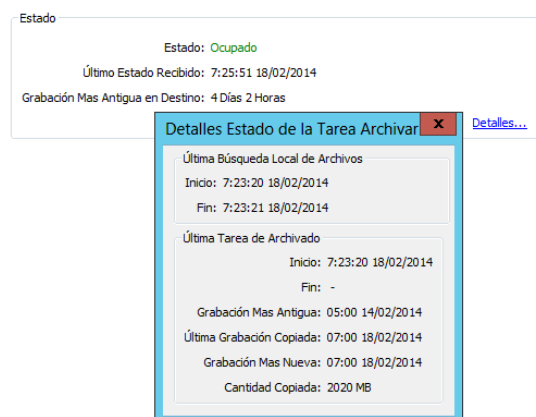 Estado
Estado: Ocupado
Último Estado Recibido: 7:25:51 18/02/2014
Grabación Mas Antigua en Destino: 4 Días 2 Horas
Detalles...
Detalles Estado de la Tarea Archivar x
Última Búsqueda Local de Archivos
Inicio: 7:23:20 18/02/2014
Fin: 7:23:21 18/02/2014
Última Tarea de Archivado
Inicio: 7:23:20 18/02/2014
Fin: -
Grabación Mas Antigua: 05:00 14/02/2014
Última Grabación Copiada: 07:00 18/02/2014
Grabación Mas Nueva: 07:00 18/02/2014
Cantidad Copiada: 2020 MB